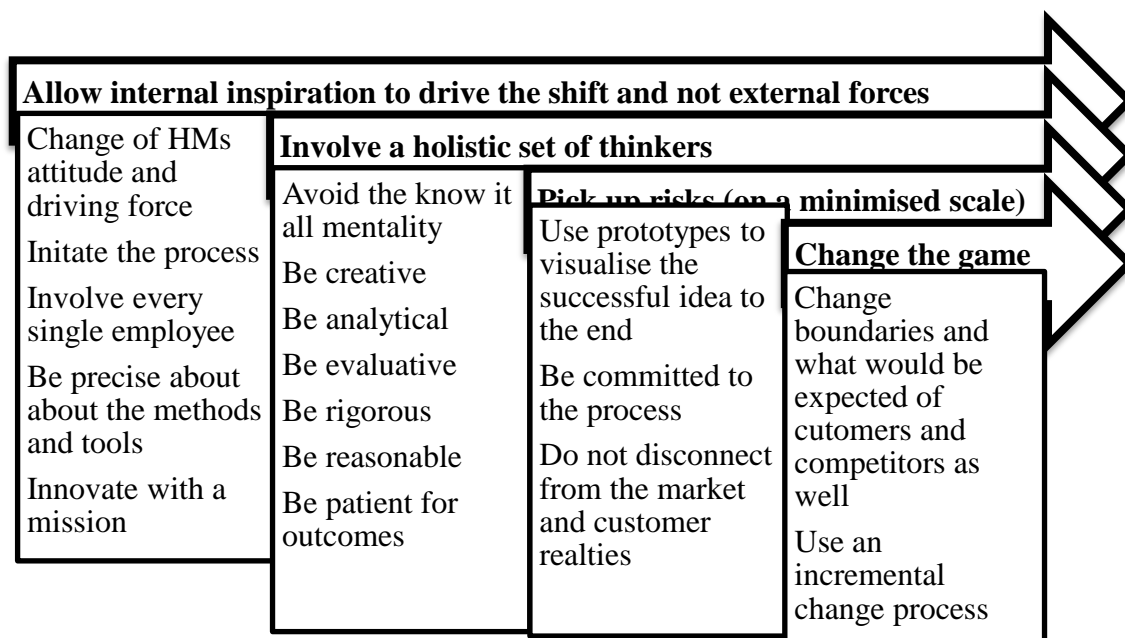 Allow internal inspiration to drive the shift and not external forces
Change of HMs
attitude and
driving force
Initate the process
Involve every
single employee
Be precise about
about the methods
and tools
Innovate with a
mission
Involve a holistic set of thinkers
Avoid the know it
all mentality
Be creative
Be analytical
Be evaluative
Be rigorous
Be reasonable
Be patient for
outcomes
Pick up risks (on a minimised scale)
Use prototypes to
visualise the
successful idea to
the end
Be committed to
the process
Do not disconnect
from the market
and customer
realties
Change the game
Change
boundaries and
what would be
expected of
cutomers and
competitors as
well
Use an
incremental
change process